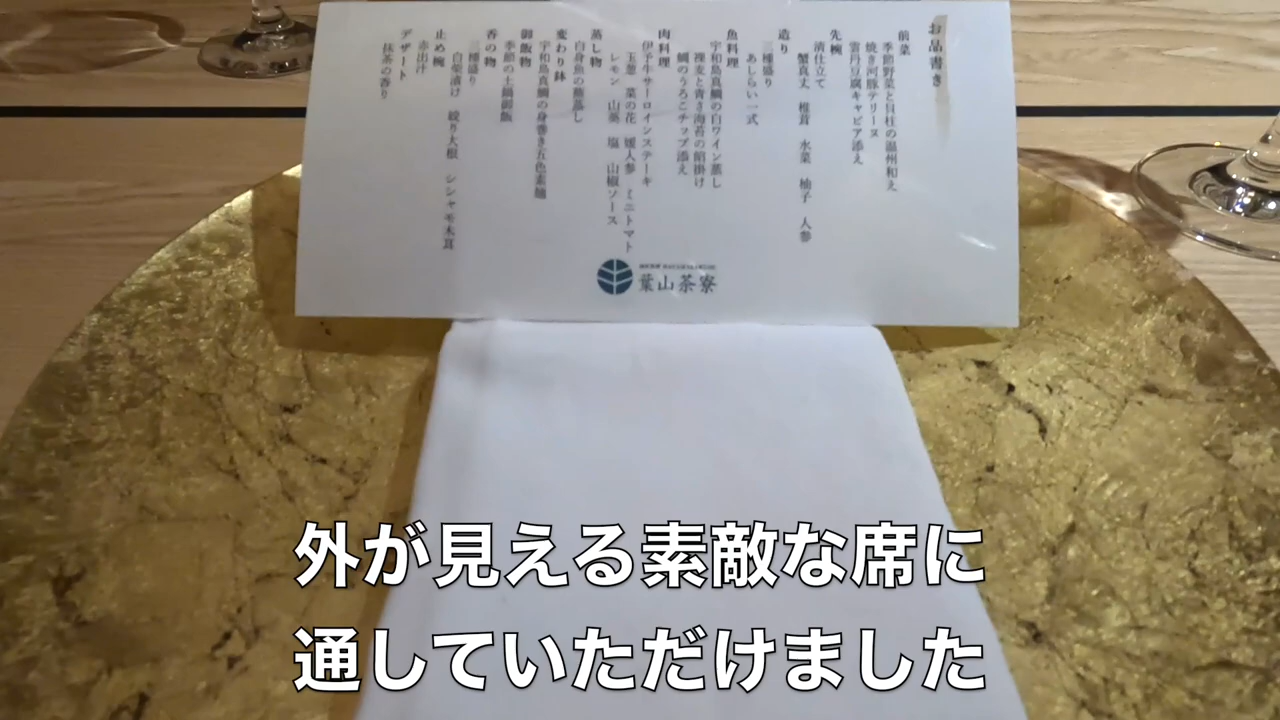 お品書き
前菜
季節野菜と貝柱の温州和え
焼き河豚テリーヌ
雲丹豆腐キャビア添え
先椀
清仕立て
蟹真丈 椎茸 水菜 柚子 人参
造り
三種盛り
あしらい一式
魚料理
宇和島真鯛の白ワイン蒸し
裸麦と青さ海苔の餡掛け
鯛のうろこチップ添え
肉料理
伊予牛サーロインステーキ
玉葱 菜の花 媛人参 ミニトマト
レモン 山葵 塩 山椒ソース
蒸し物
白身魚の蕪蒸し
変わり鉢
宇和島真鯛の身巻き五色素麺
御飯物
季節の土鍋御飯
香の物
三種盛り
白菜漬け 絞り大根 シシャモ木耳
止め椀
赤出汁
デザート
抹茶の香り
葉山茶寮
外が見える素敵な席に
通していただけました